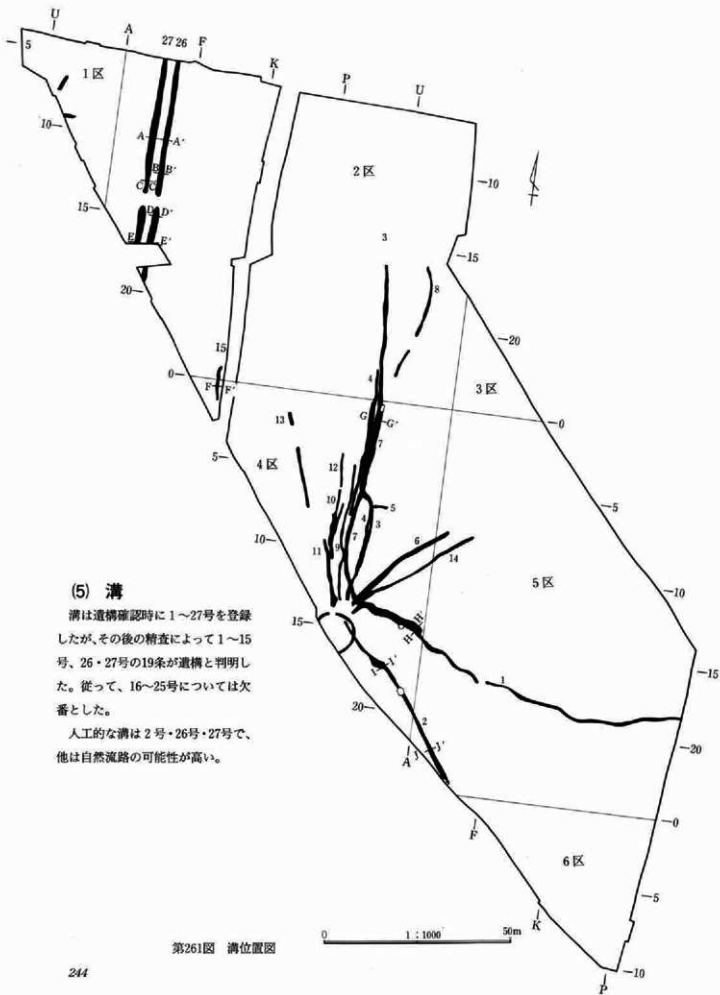 U
A
27 26
F
K
P
U
5
1区
10
A A'
B B'
C C'
D D'
E E'
15
20
15
0
F F'
2区
10
15
20
3
8
3区
0
4
G G'
7
13
5
4区
12
10
5
4
3
9
7
11
10
6
14
5
5区
10
15
H H'
15
I I'
1
20
2
20
A
J J'
0
F
6区
5
K
10
P
(5) 溝
溝は遺構確認時に1〜27号を登録
したが、その後の精査によって1〜15
号、26・27号の19条が遺構と判明し
た。従って、16〜25号については欠
番とした。
人工的な溝は2号・26号・27号で、
他は自然流路の可能性が高い。
0 1:1000 50m
第261図 溝位置図
244